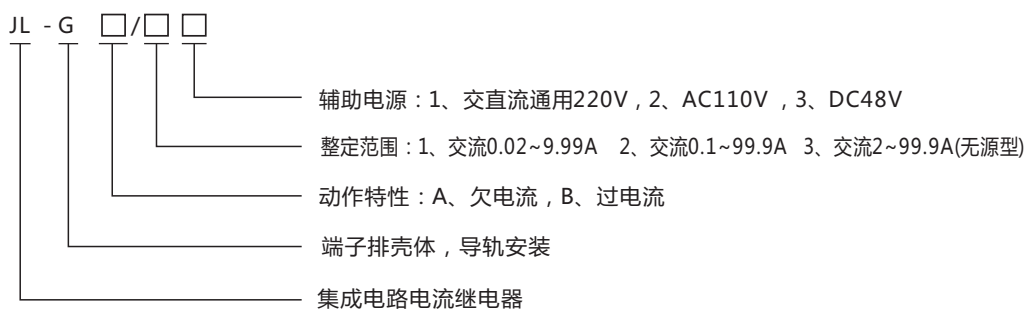 JL - G □/□ □
辅助电源：1、交直流通用220V，2、AC110V ，3、DC48V
整定范围：1、交流0.02~9.99A 2、交流0.1~99.9A 3、交流2~99.9A(无源型)
动作特性：A、欠电流，B、过电流
端子排壳体，导轨安装
集成电路电流继电器